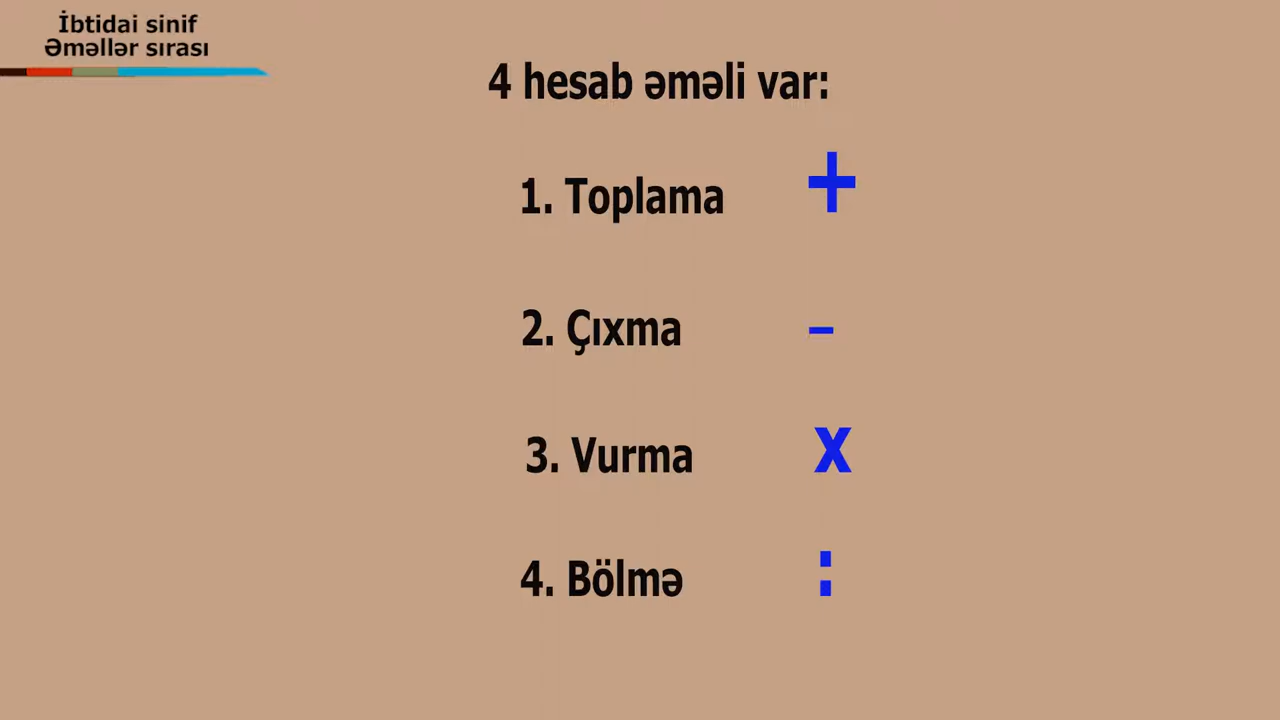 İbtidai sinif
Əməllər sırası
4 hesab əməli var:
1. Toplama +
2. Çıxma –
3. Vurma x
4. Bölmə :